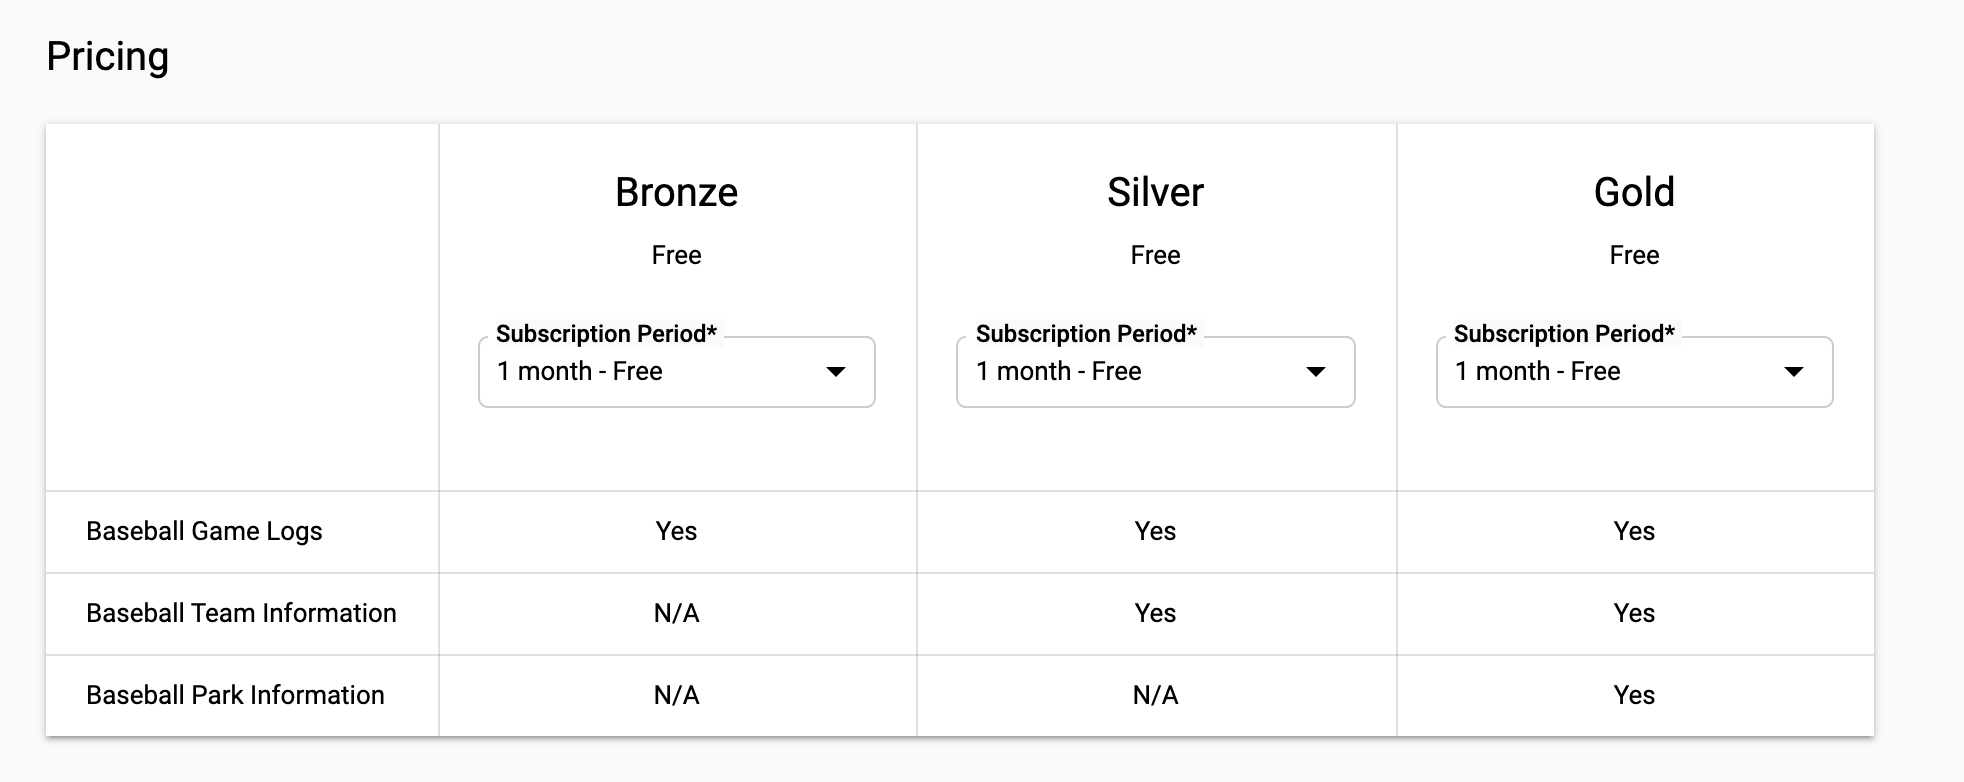 Pricing
Bronze Silver Gold
Free Free Free
Subscription Period* Subscription Period* Subscription Period*
1 month - Free 1 month - Free 1 month - Free
Baseball Game Logs Yes Yes Yes
Baseball Team Information N/A Yes Yes
Baseball Park Information N/A N/A Yes